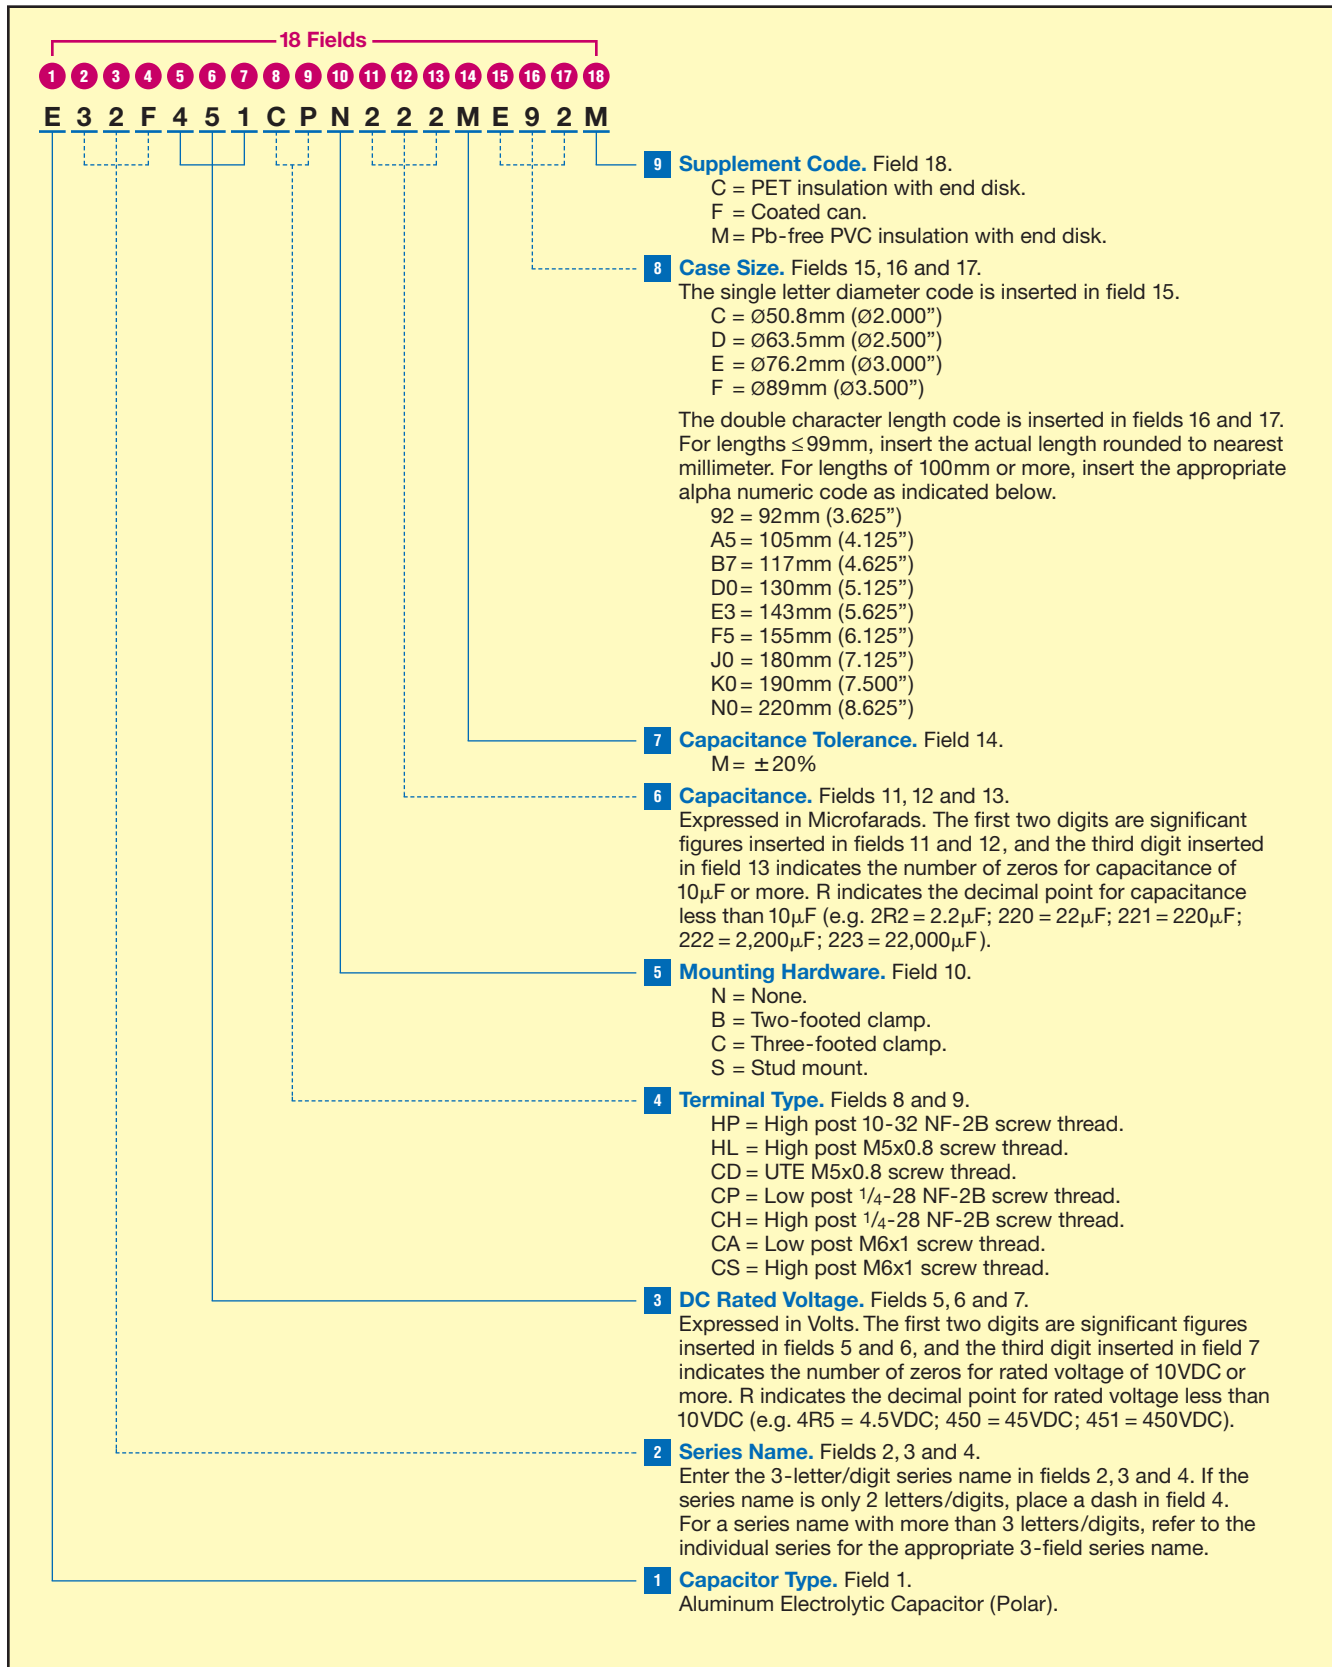 18 Fields
1 2 3 4 5 6 7 8 9 10 11 12 13 14 15 16 17 18
E 3 2 F 4 5 1 C P N 2 2 2 M E 9 2 M
9 Supplement Code. Field 18.
C = PET insulation with end disk.
F = Coated can.
M = Pb-free PVC insulation with end disk.
8 Case Size. Fields 15, 16 and 17.
The single letter diameter code is inserted in field 15.
C = Ø50.8mm (Ø2.000”)
D = Ø63.5mm (Ø2.500”)
E = Ø76.2mm (Ø3.000”)
F = Ø89mm (Ø3.500”)
The double character length code is inserted in fields 16 and 17.
For lengths ≤99mm, insert the actual length rounded to nearest
millimeter. For lengths of 100mm or more, insert the appropriate
alpha numeric code as indicated below.
92 = 92mm (3.625”)
A5 = 105mm (4.125”)
B7 = 117mm (4.625”)
D0 = 130mm (5.125”)
E3 = 143mm (5.625”)
F5 = 155mm (6.125”)
J0 = 180mm (7.125”)
K0 = 190mm (7.500”)
N0 = 220mm (8.625”)
7 Capacitance Tolerance. Field 14.
M = ±20%
6 Capacitance. Fields 11, 12 and 13.
Expressed in Microfarads. The first two digits are significant
figures inserted in fields 11 and 12, and the third digit inserted
in field 13 indicates the number of zeros for capacitance of
10µF or more. R indicates the decimal point for capacitance
less than 10µF (e.g. 2R2 = 2.2µF; 220 = 22µF; 221 = 220µF;
222 = 2,200µF; 223 = 22,000µF).
5 Mounting Hardware. Field 10.
N = None.
B = Two-footed clamp.
C = Three-footed clamp.
S = Stud mount.
4 Terminal Type. Fields 8 and 9.
HP = High post 10-32 NF-2B screw thread.
HL = High post M5x0.8 screw thread.
CD = UTE M5x0.8 screw thread.
CP = Low post 1/4-28 NF-2B screw thread.
CH = High post 1/4-28 NF-2B screw thread.
CA = Low post M6x1 screw thread.
CS = High post M6x1 screw thread.
3 DC Rated Voltage. Fields 5, 6 and 7.
Expressed in Volts. The first two digits are significant figures
inserted in fields 5 and 6, and the third digit inserted in field 7
indicates the number of zeros for rated voltage of 10VDC or
more. R indicates the decimal point for rated voltage less than
10VDC (e.g. 4R5 = 4.5VDC; 450 = 45VDC; 451 = 450VDC).
2 Series Name. Fields 2, 3 and 4.
Enter the 3-letter/digit series name in fields 2, 3 and 4. If the
series name is only 2 letters/digits, place a dash in field 4.
For a series name with more than 3 letters/digits, refer to the
individual series for the appropriate 3-field series name.
1 Capacitor Type. Field 1.
Aluminum Electrolytic Capacitor (Polar).